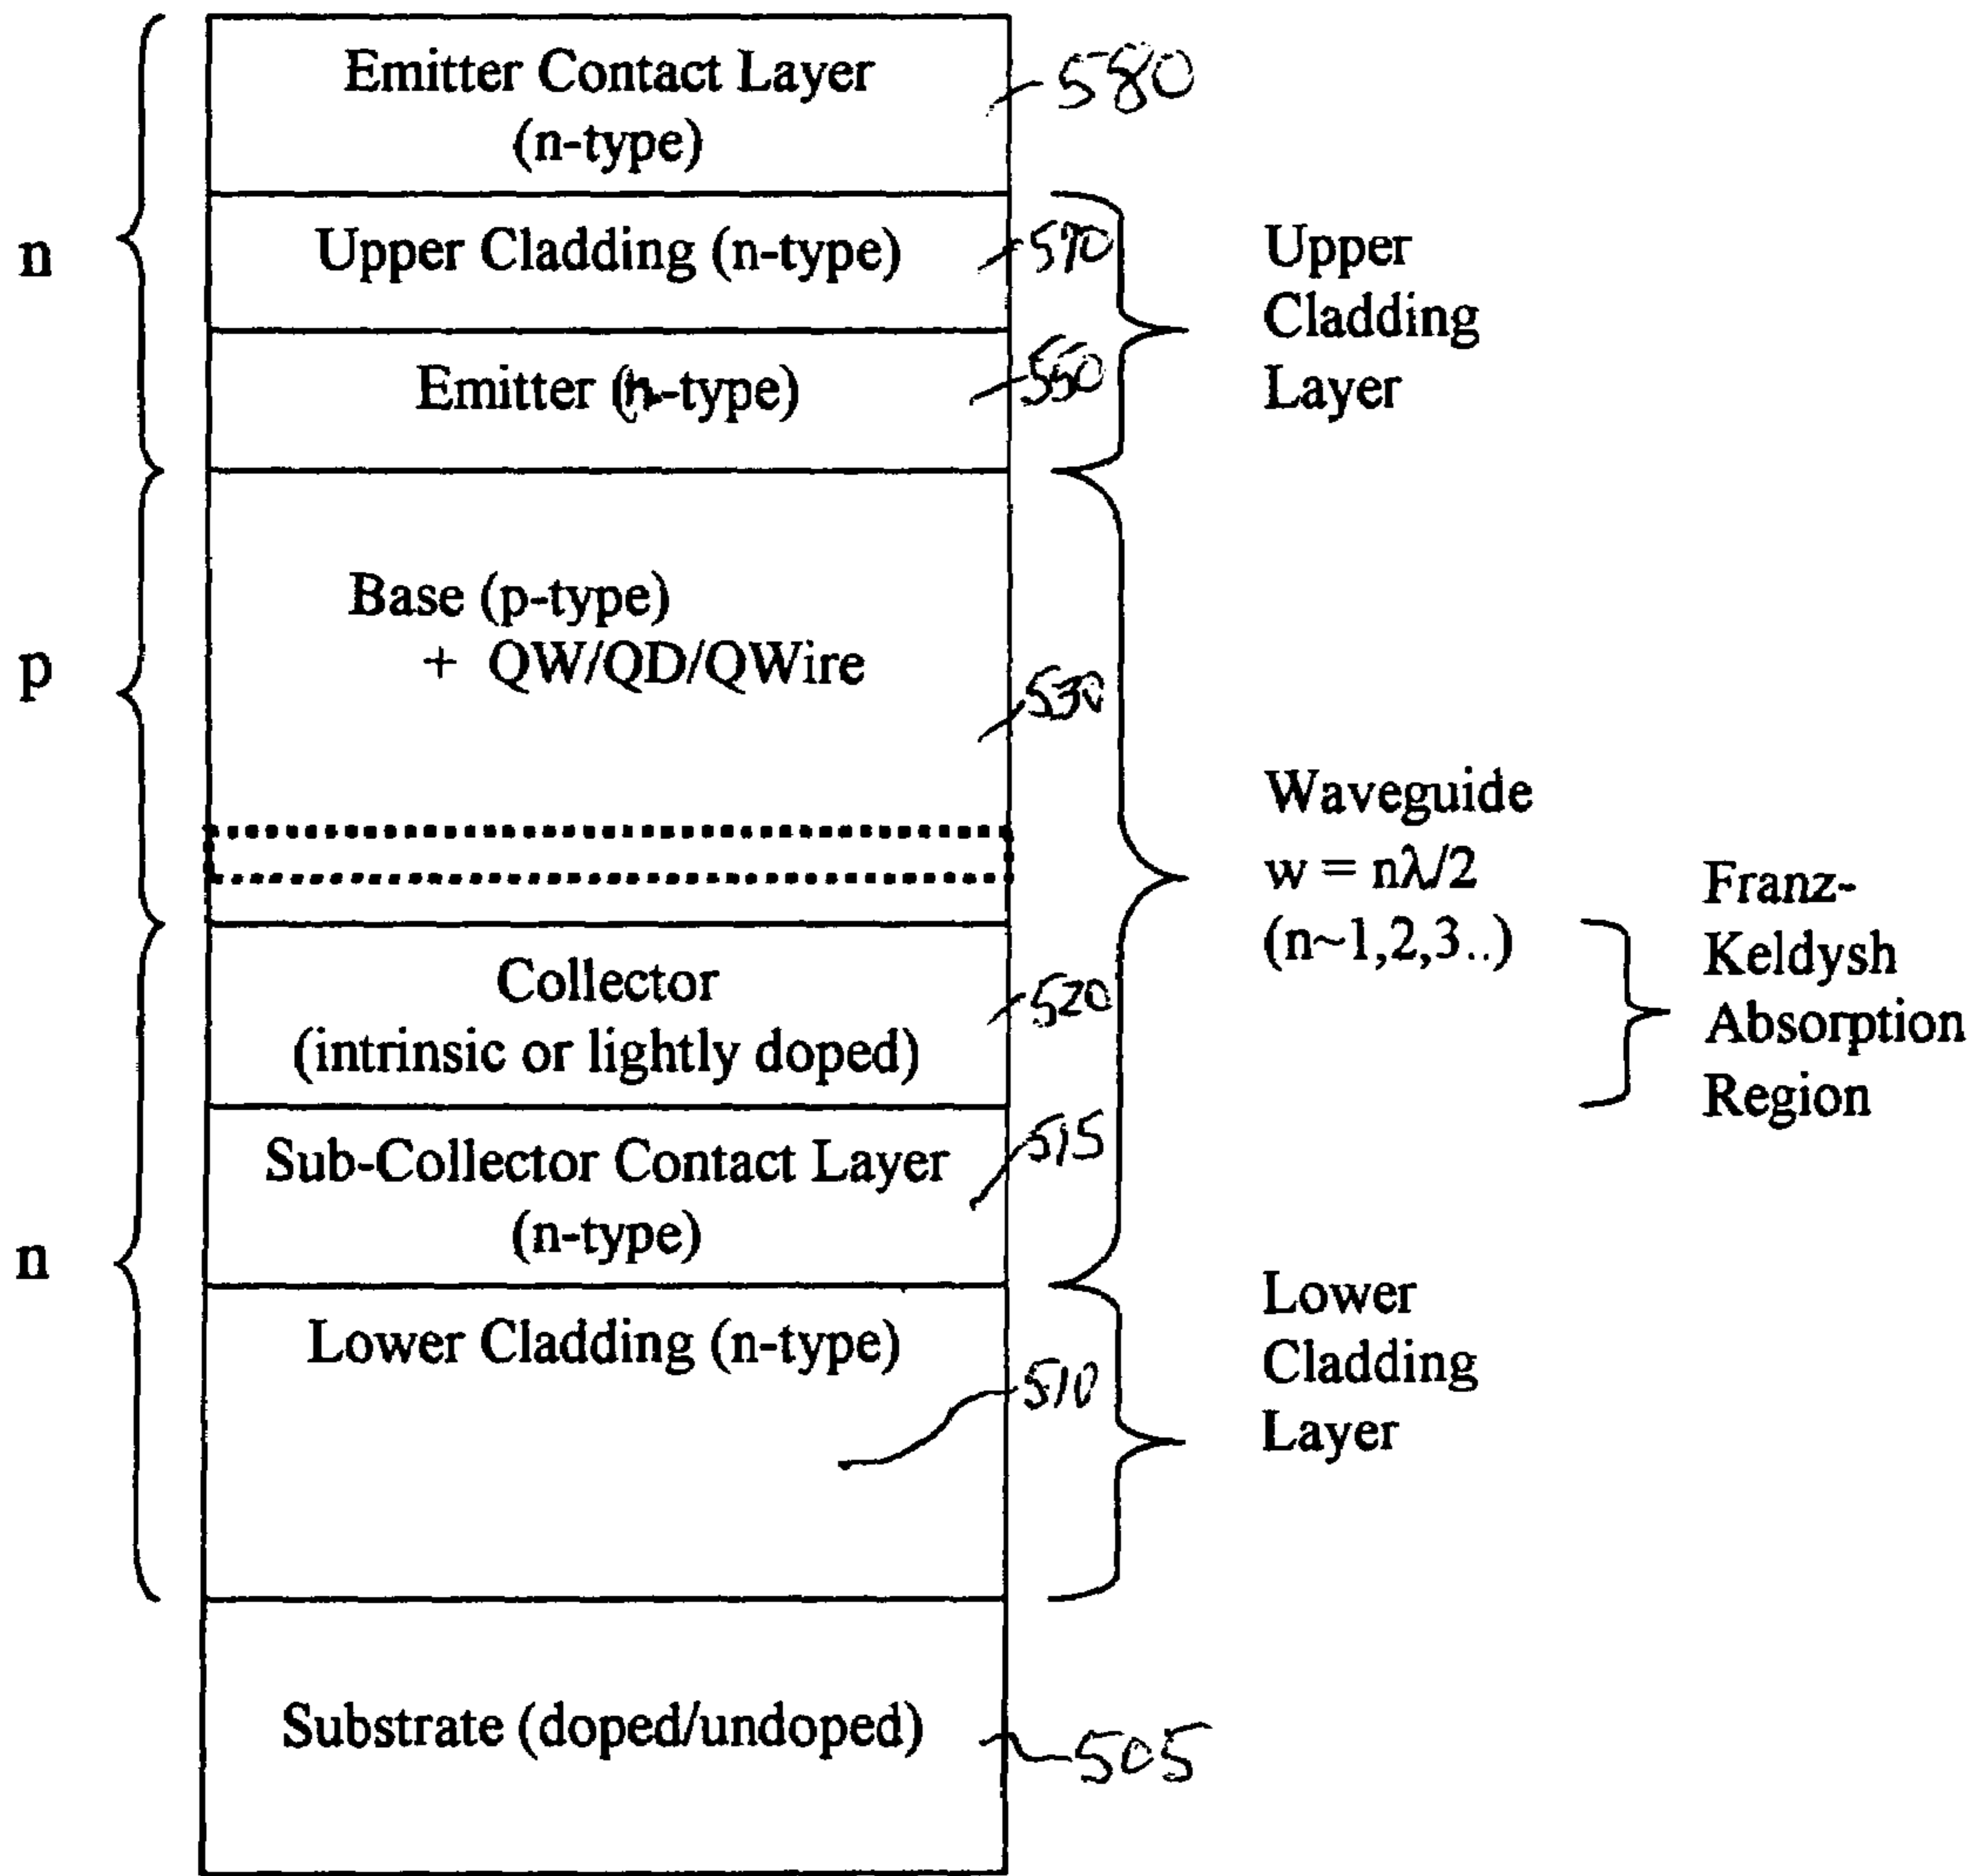 Emitter Contact Layer
(n-type)
580
n
Upper Cladding (n-type)
570
Upper
Cladding
Layer
Emitter (n-type)
550
Base (p-type)
+ QW/QD/QWire
p
530
Waveguide
w = nλ/2
(n~1,2,3..)
Franz-
Keldysh
Absorption
Region
Collector
(intrinsic or lightly doped)
520
Sub-Collector Contact Layer
(n-type)
515
n
Lower Cladding (n-type)
510
Lower
Cladding
Layer
Substrate (doped/undoped)
505